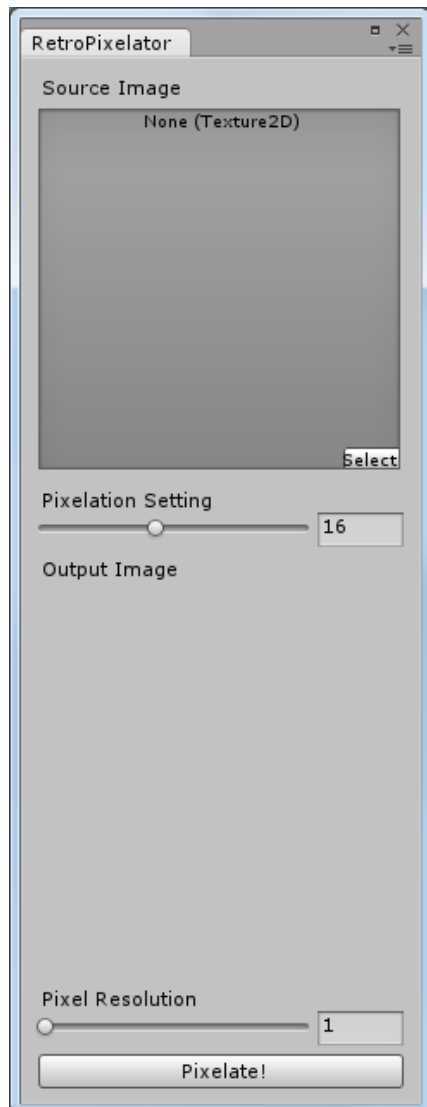 RetroPixelator
Source Image
None (Texture2D)
Select
Pixelation Setting
16
Output Image
Pixel Resolution
1
Pixelate!